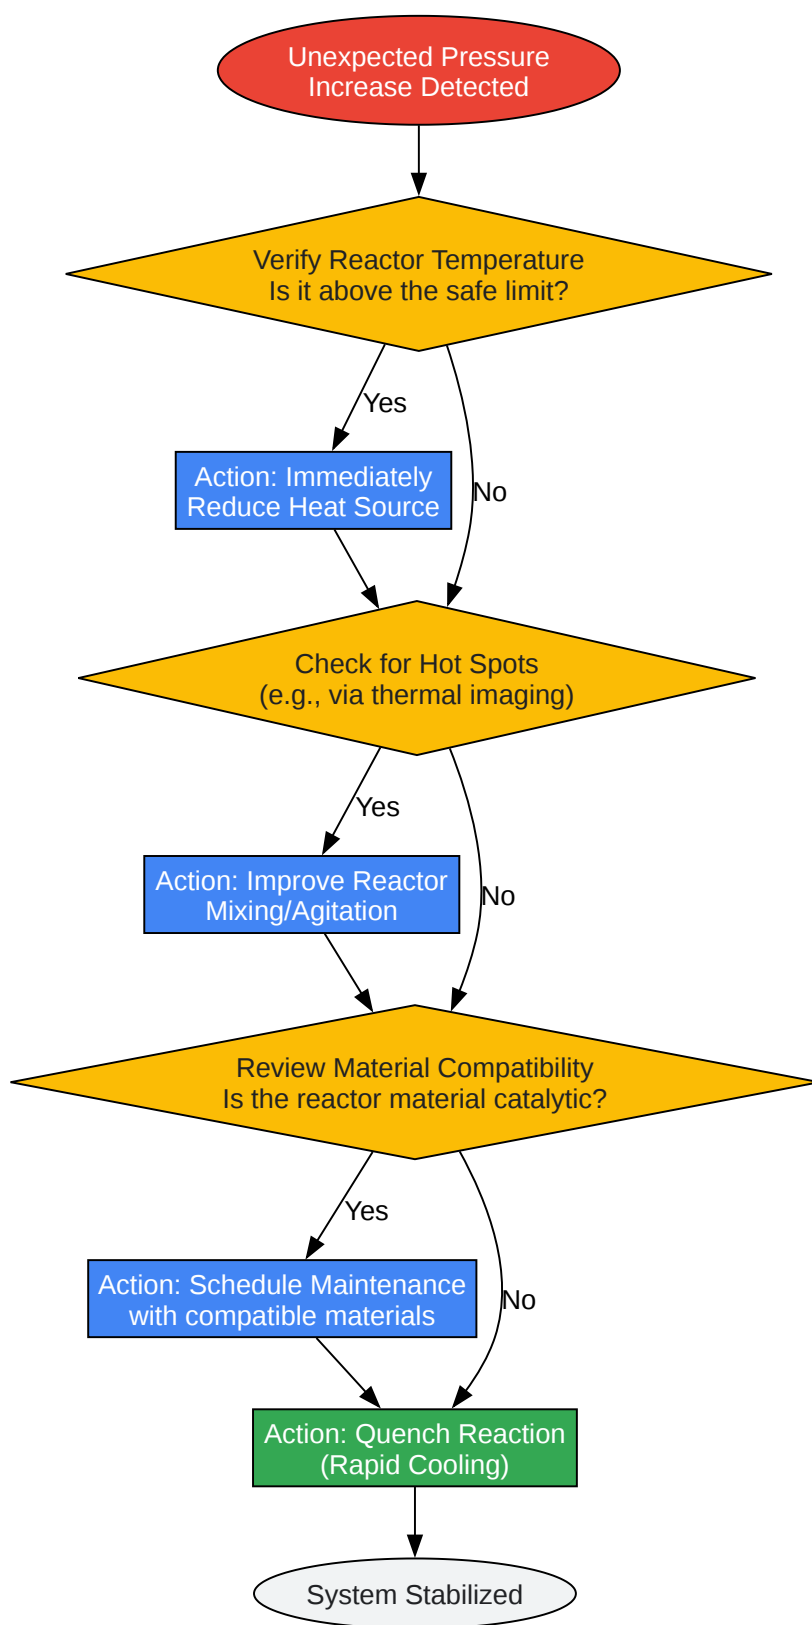 Unexpected Pressure
Increase Detected
Verify Reactor Temperature
Is it above the safe limit?
Yes
Action: Immediately
Reduce Heat Source
No
Check for Hot Spots
(e.g., via thermal imaging)
Yes
Action: Improve Reactor
Mixing/Agitation
No
Review Material Compatibility
Is the reactor material catalytic?
Yes
Action: Schedule Maintenance
with compatible materials
No
Action: Quench Reaction
(Rapid Cooling)
System Stabilized